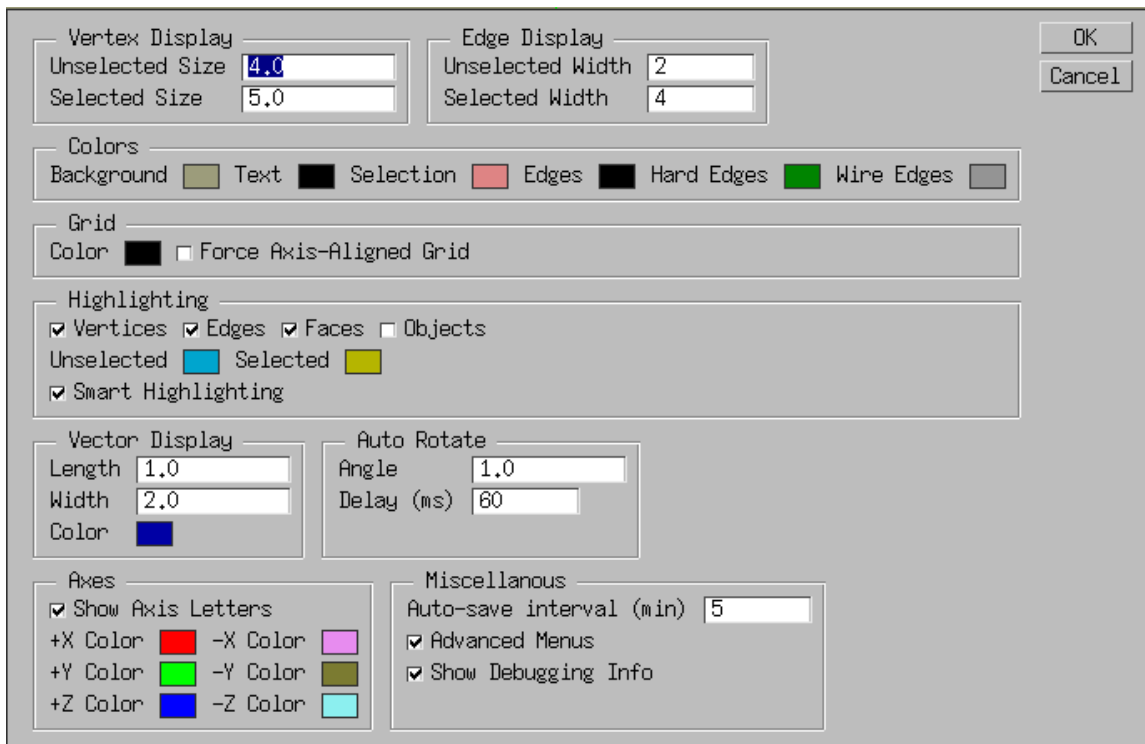 Vertex Display
Unselected Size 4.0
Selected Size 5.0
Edge Display
Unselected Width 2
Selected Width 4
OK
Cancel
Colors
Background Text Selection Edges Hard Edges Wire Edges
Grid
Color Force Axis-Aligned Grid
Highlighting
Vertices Edges Faces Objects
Unselected Selected
Smart Highlighting
Vector Display
Length 1.0
Width 2.0
Color
Auto Rotate
Angle 1.0
Delay (ms) 60
Axes
Show Axis Letters
+X Color -X Color
+Y Color -Y Color
+Z Color -Z Color
Miscellanous
Auto-save interval (min) 5
Advanced Menus
Show Debugging Info